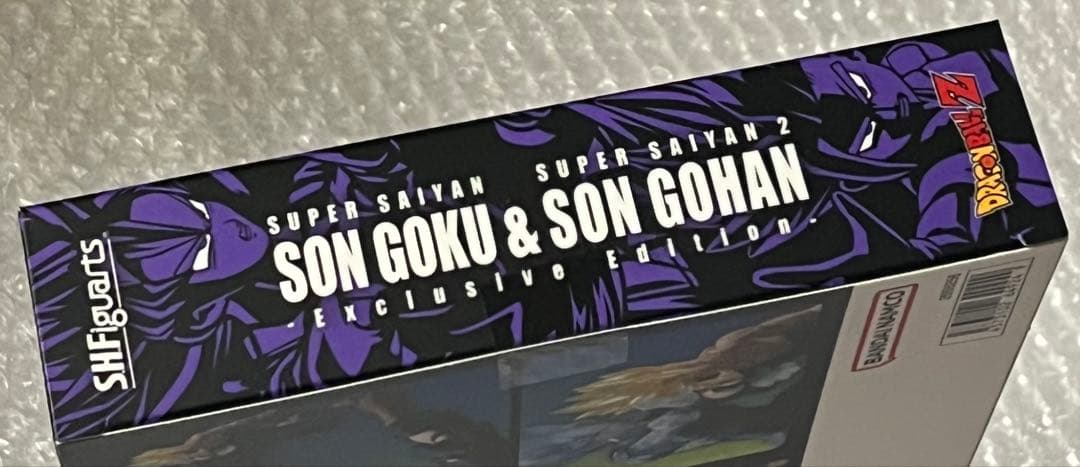 S.H.Figuarts
SUPER SAIYAN SUPER SAIYAN 2
SON GOKU & SON GOHAN
- Exclusive Edition -
DRAGON BALL Z
BANDAI NAMCO